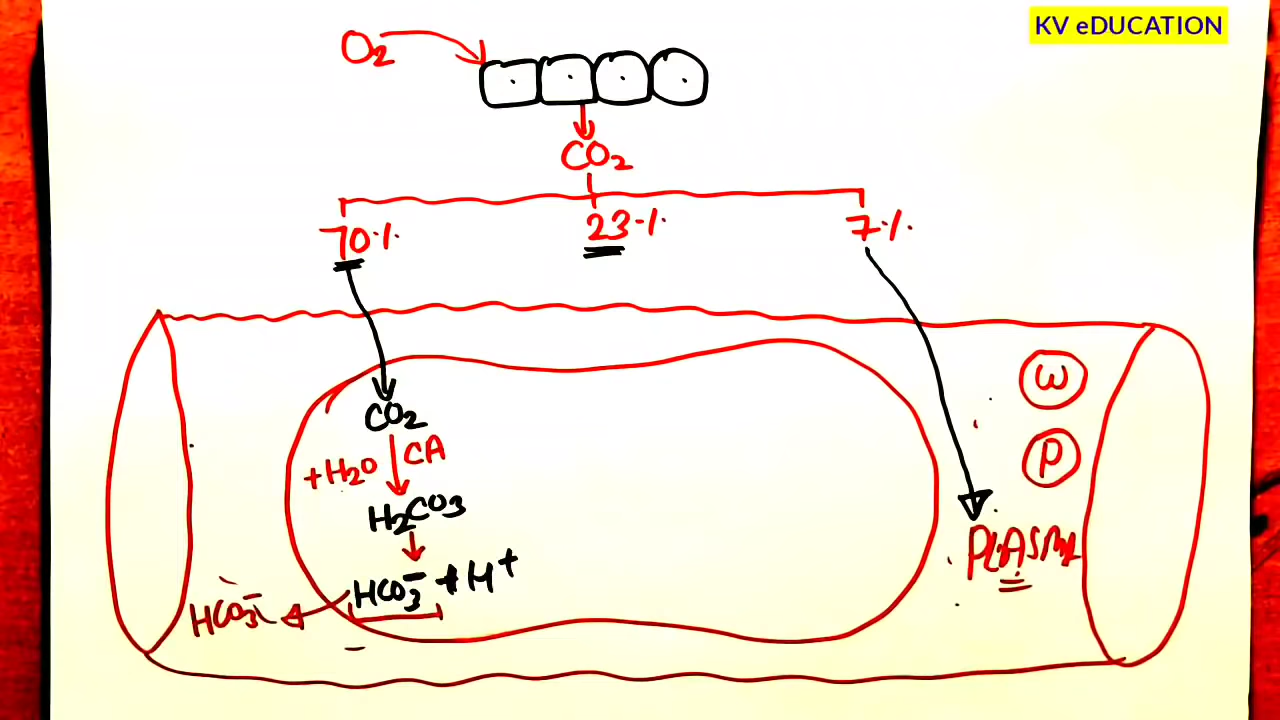 KV eDUCATION
O2
CO2
70%
23%
7%
CO2
+H2O
CA
H2CO3
HCO3- + H+
HCO3-
W
P
PLASMA